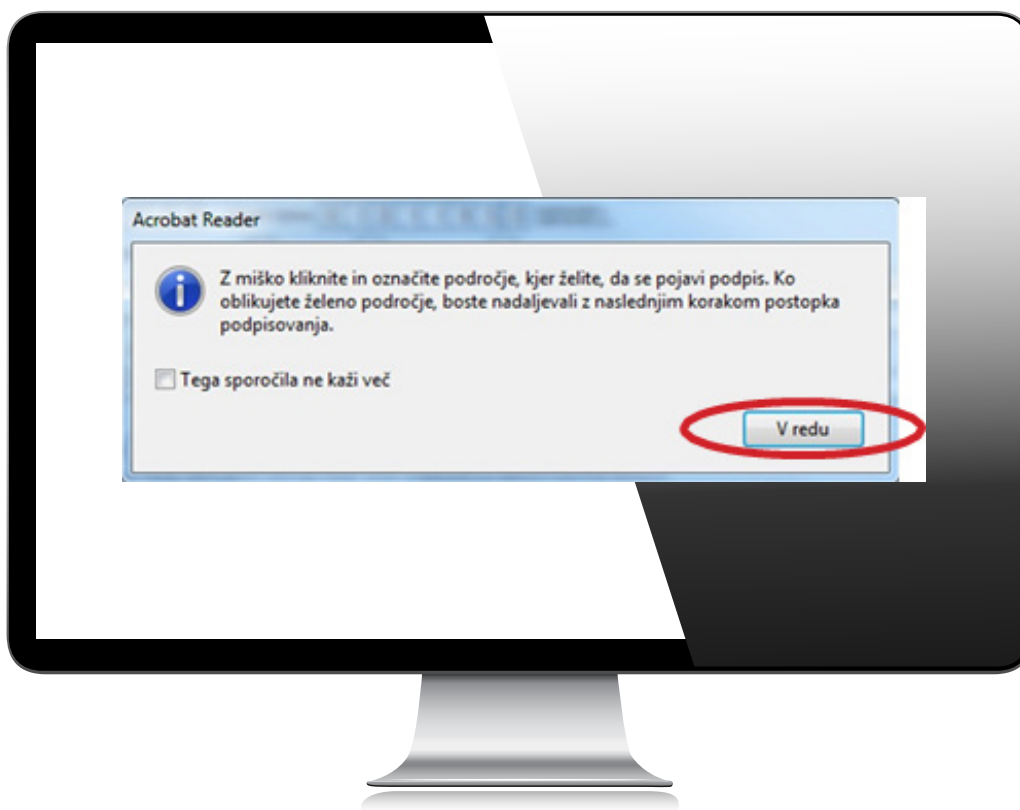 Acrobat Reader
Z miško kliknite in označite področje, kjer želite, da se pojavi podpis. Ko
oblikujete želeno področje, boste nadaljevali z naslednjim korakom postopka
podpisovanja.
Tega sporočila ne kaži več
V redu